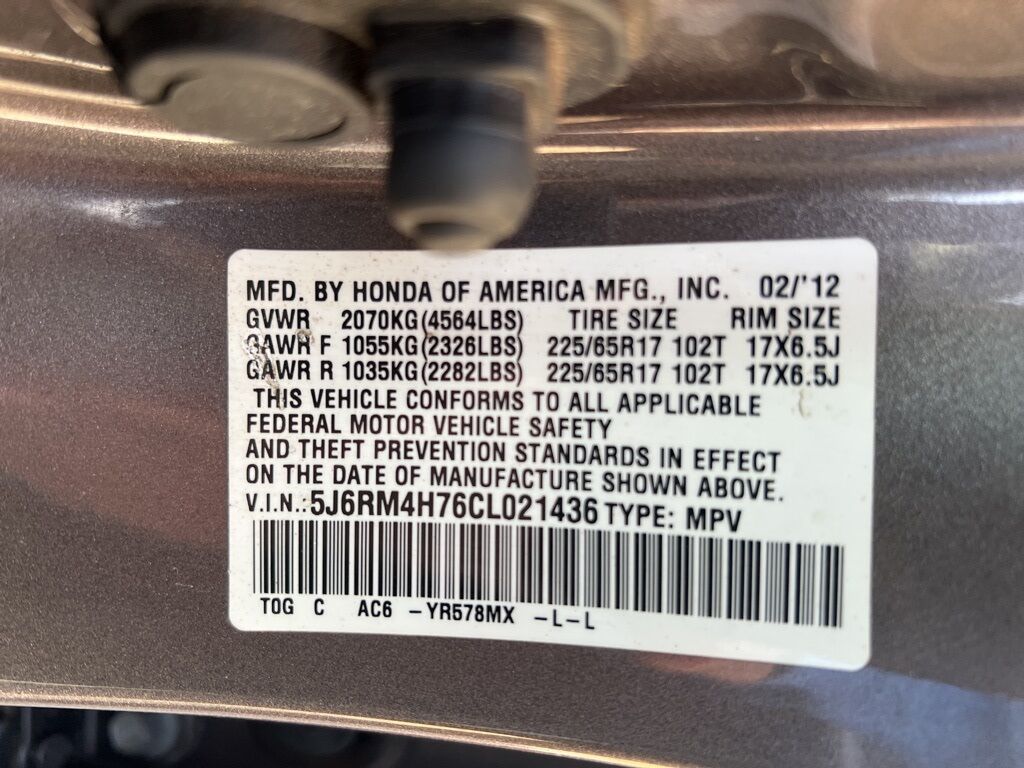 MFD. BY HONDA OF AMERICA MFG., INC. 02/'12
GVWR 2070KG(4564LBS) TIRE SIZE RIM SIZE
GAWR F 1055KG(2326LBS) 225/65R17 102T 17X6.5J
GAWR R 1035KG(2282LBS) 225/65R17 102T 17X6.5J
THIS VEHICLE CONFORMS TO ALL APPLICABLE
FEDERAL MOTOR VEHICLE SAFETY
AND THEFT PREVENTION STANDARDS IN EFFECT
ON THE DATE OF MANUFACTURE SHOWN ABOVE.
V.I.N.:5J6RM4H76CL021436 TYPE: MPV
T0G C AC6 -YR578MX -L-L